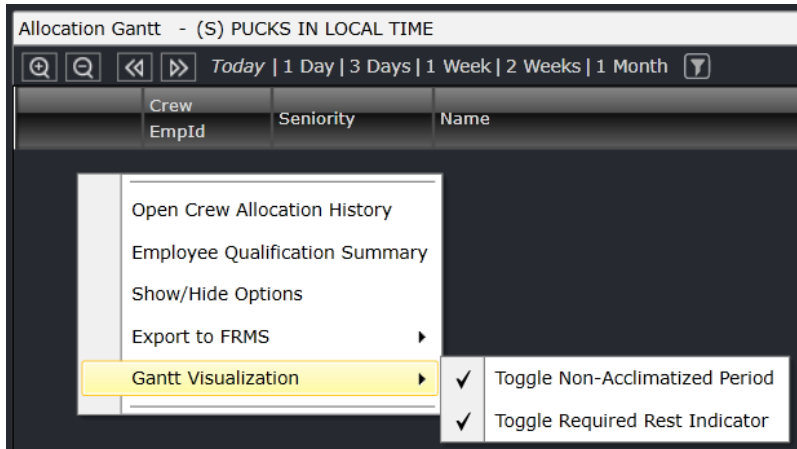 Allocation Gantt - (S) PUCKS IN LOCAL TIME
Today | 1 Day | 3 Days | 1 Week | 2 Weeks | 1 Month
Crew
EmpId
Seniority
Name
Open Crew Allocation History
Employee Qualification Summary
Show/Hide Options
Export to FRMS
Gantt Visualization
Toggle Non-Acclimatized Period
Toggle Required Rest Indicator